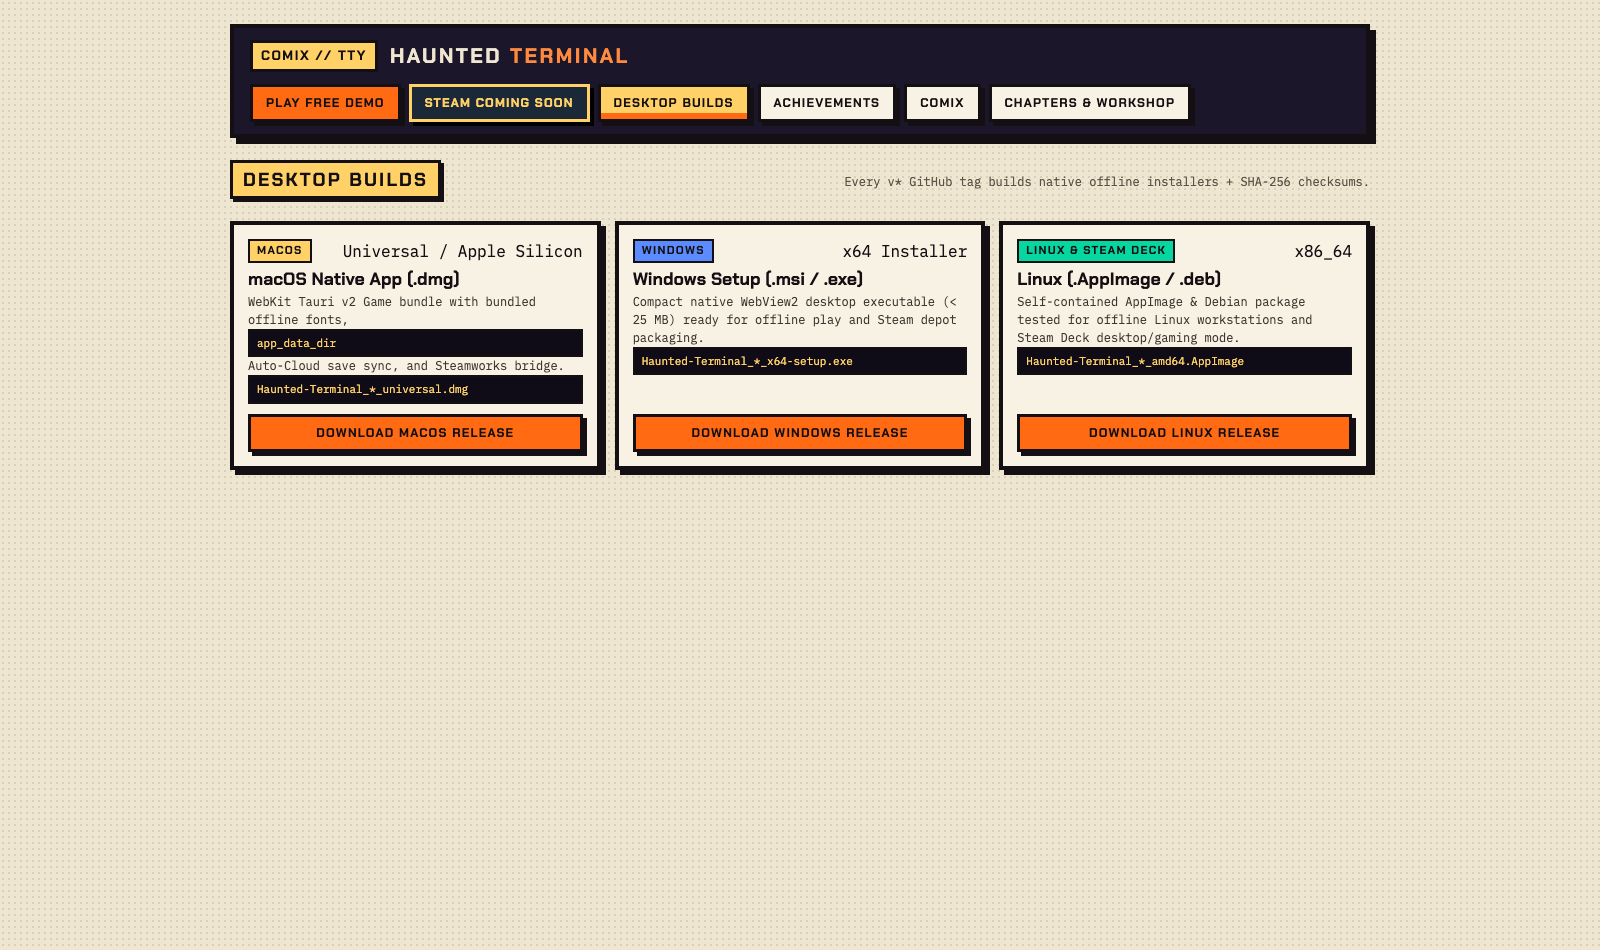 COMIX // TTY HAUNTED TERMINAL
PLAY FREE DEMO STEAM COMING SOON DESKTOP BUILDS ACHIEVEMENTS COMIX CHAPTERS & WORKSHOP
DESKTOP BUILDS
Every v* GitHub tag builds native offline installers + SHA-256 checksums.
MACOS Universal / Apple Silicon
macOS Native App (.dmg)
WebKit Tauri v2 Game bundle with bundled
offline fonts,
app_data_dir
Auto-Cloud save sync, and Steamworks bridge.
Haunted-Terminal_*_universal.dmg
DOWNLOAD MACOS RELEASE
WINDOWS x64 Installer
Windows Setup (.msi / .exe)
Compact native WebView2 desktop executable (<
25 MB) ready for offline play and Steam depot
packaging.
Haunted-Terminal_*_x64-setup.exe
DOWNLOAD WINDOWS RELEASE
LINUX & STEAM DECK x86_64
Linux (.AppImage / .deb)
Self-contained AppImage & Debian package
tested for offline Linux workstations and
Steam Deck desktop/gaming mode.
Haunted-Terminal_*_amd64.AppImage
DOWNLOAD LINUX RELEASE